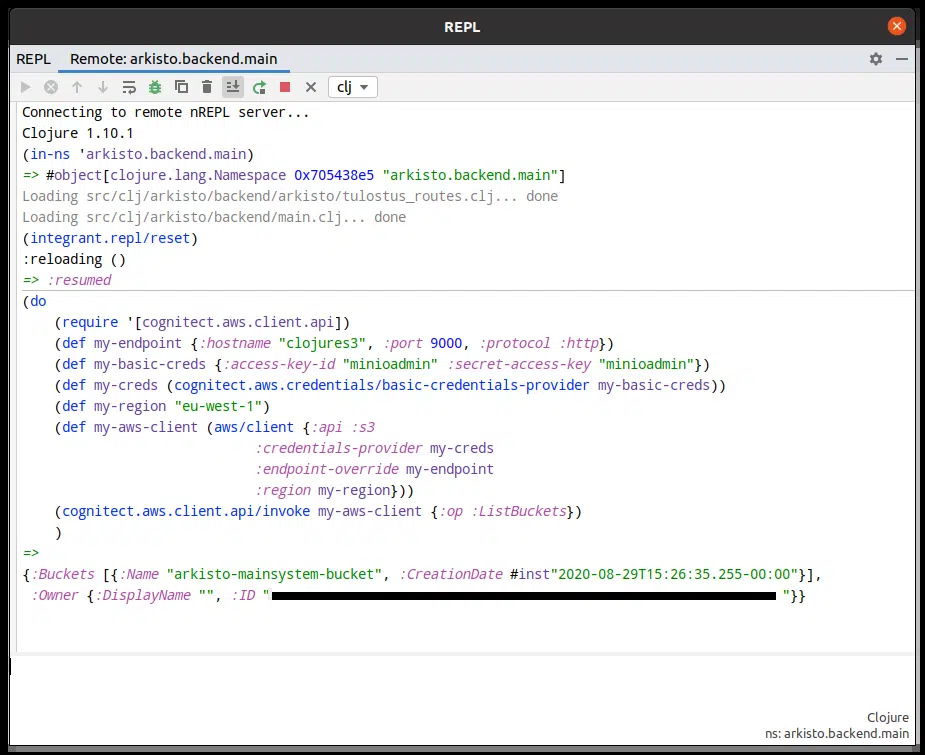 REPL
REPL Remote: arkisto.backend.main
clj
Connecting to remote nREPL server...
Clojure 1.10.1
(in-ns 'arkisto.backend.main)
=> #object[clojure.lang.Namespace 0x705438e5 "arkisto.backend.main"]
Loading src/clj/arkisto/backend/arkisto/tulostus_routes.clj... done
Loading src/clj/arkisto/backend/main.clj... done
(integrant.repl/reset)
:reloading ()
=> :resumed
(do
    (require '[cognitect.aws.client.api])
    (def my-endpoint {:hostname "clojures3", :port 9000, :protocol :http})
    (def my-basic-creds {:access-key-id "minioadmin" :secret-access-key "minioadmin"})
    (def my-creds (cognitect.aws.credentials/basic-credentials-provider my-basic-creds))
    (def my-region "eu-west-1")
    (def my-aws-client (aws/client {:api :s3
                             :credentials-provider my-creds
                             :endpoint-override my-endpoint
                             :region my-region}))
    (cognitect.aws.client.api/invoke my-aws-client {:op :ListBuckets})
    )
=>
{:Buckets [{:Name "arkisto-mainsystem-bucket", :CreationDate #inst"2020-08-29T15:26:35.255-00:00"}],
 :Owner {:DisplayName "", :ID " "}}
Clojure
ns: arkisto.backend.main